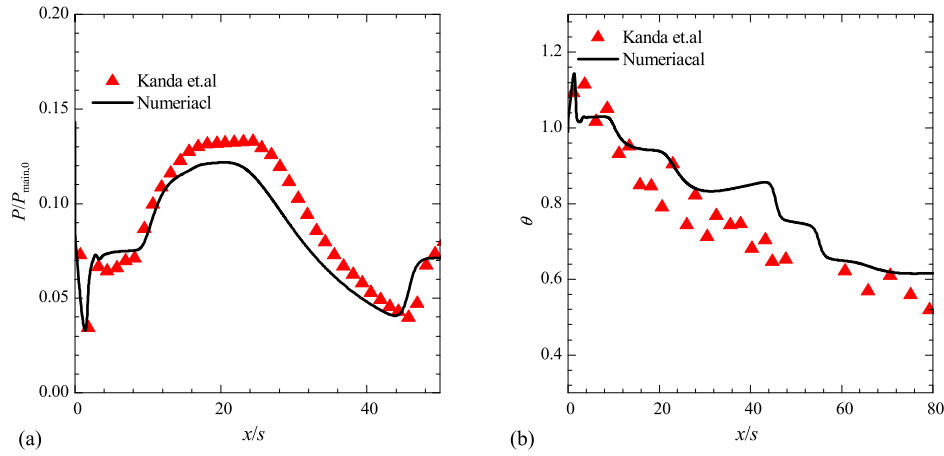 0.20
0.15
0.10
0.05
0.00
P/Pmain,0
Kanda et.al
Numeriacl
0 20 40
x/s
(a)
1.2
1.0
0.8
0.6
0.4
θ
Kanda et.al
Numeriacal
0 20 40 60 80
x/s
(b)